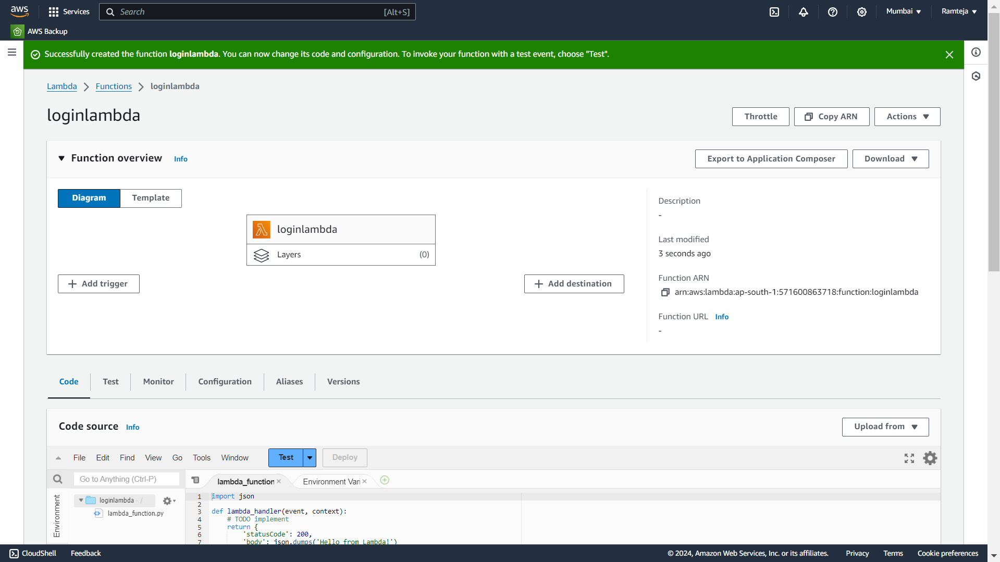 aws
Services
Search
[Alt+S]
Mumbai ▼
Ramteja ▼
AWS Backup
Successfully created the function loginlambda. You can now change its code and configuration. To invoke your function with a test event, choose "Test".
Lambda > Functions > loginlambda
loginlambda
Throttle
Copy ARN
Actions ▼
▼ Function overview Info
Export to Application Composer
Download ▼
Diagram
Template
loginlambda
Layers
(0)
+ Add trigger
+ Add destination
Description
-
Last modified
3 seconds ago
Function ARN
arn:aws:lambda:ap-south-1:571600863718:function:loginlambda
Function URL Info
-
Code
Test
Monitor
Configuration
Aliases
Versions
Code source Info
Upload from ▼
File Edit Find View Go Tools Window
Test
Deploy
Go to Anything (Ctrl-P)
lambda_function ×
Environment Vari ×
Environment
loginlambda - /
lambda_function.py
1 import json
2
3 def lambda_handler(event, context):
4     # TODO implement
5     return {
6         'statusCode': 200,
7         'body': json.dumps('Hello from Lambda!')
CloudShell
Feedback
© 2024, Amazon Web Services, Inc. or its affiliates.
Privacy
Terms
Cookie preferences